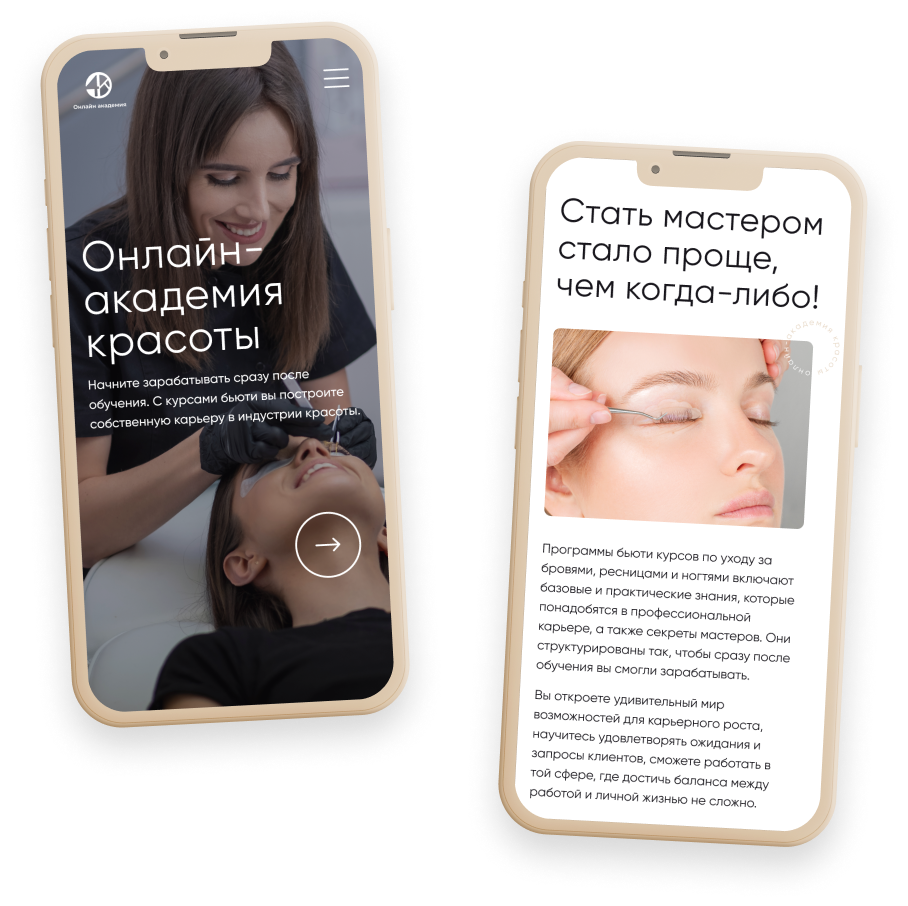 Онлайн академия
Онлайн-
академия
красоты
Начните зарабатывать сразу после
обучения. С курсами бьюти вы построите
собственную карьеру в индустрии красоты.
Стать мастером
стало проще,
чем когда-либо!
онлайн-академия красоты
Программы бьюти курсов по уходу за
бровями, ресницами и ногтями включают
базовые и практические знания, которые
понадобятся в профессиональной
карьере, а также секреты мастеров. Они
структурированы так, чтобы сразу после
обучения вы смогли зарабатывать.
Вы откроете удивительный мир
возможностей для карьерного роста,
научитесь удовлетворять ожидания и
запросы клиентов, сможете работать в
той сфере, где достичь баланса между
работой и личной жизнью не сложно.